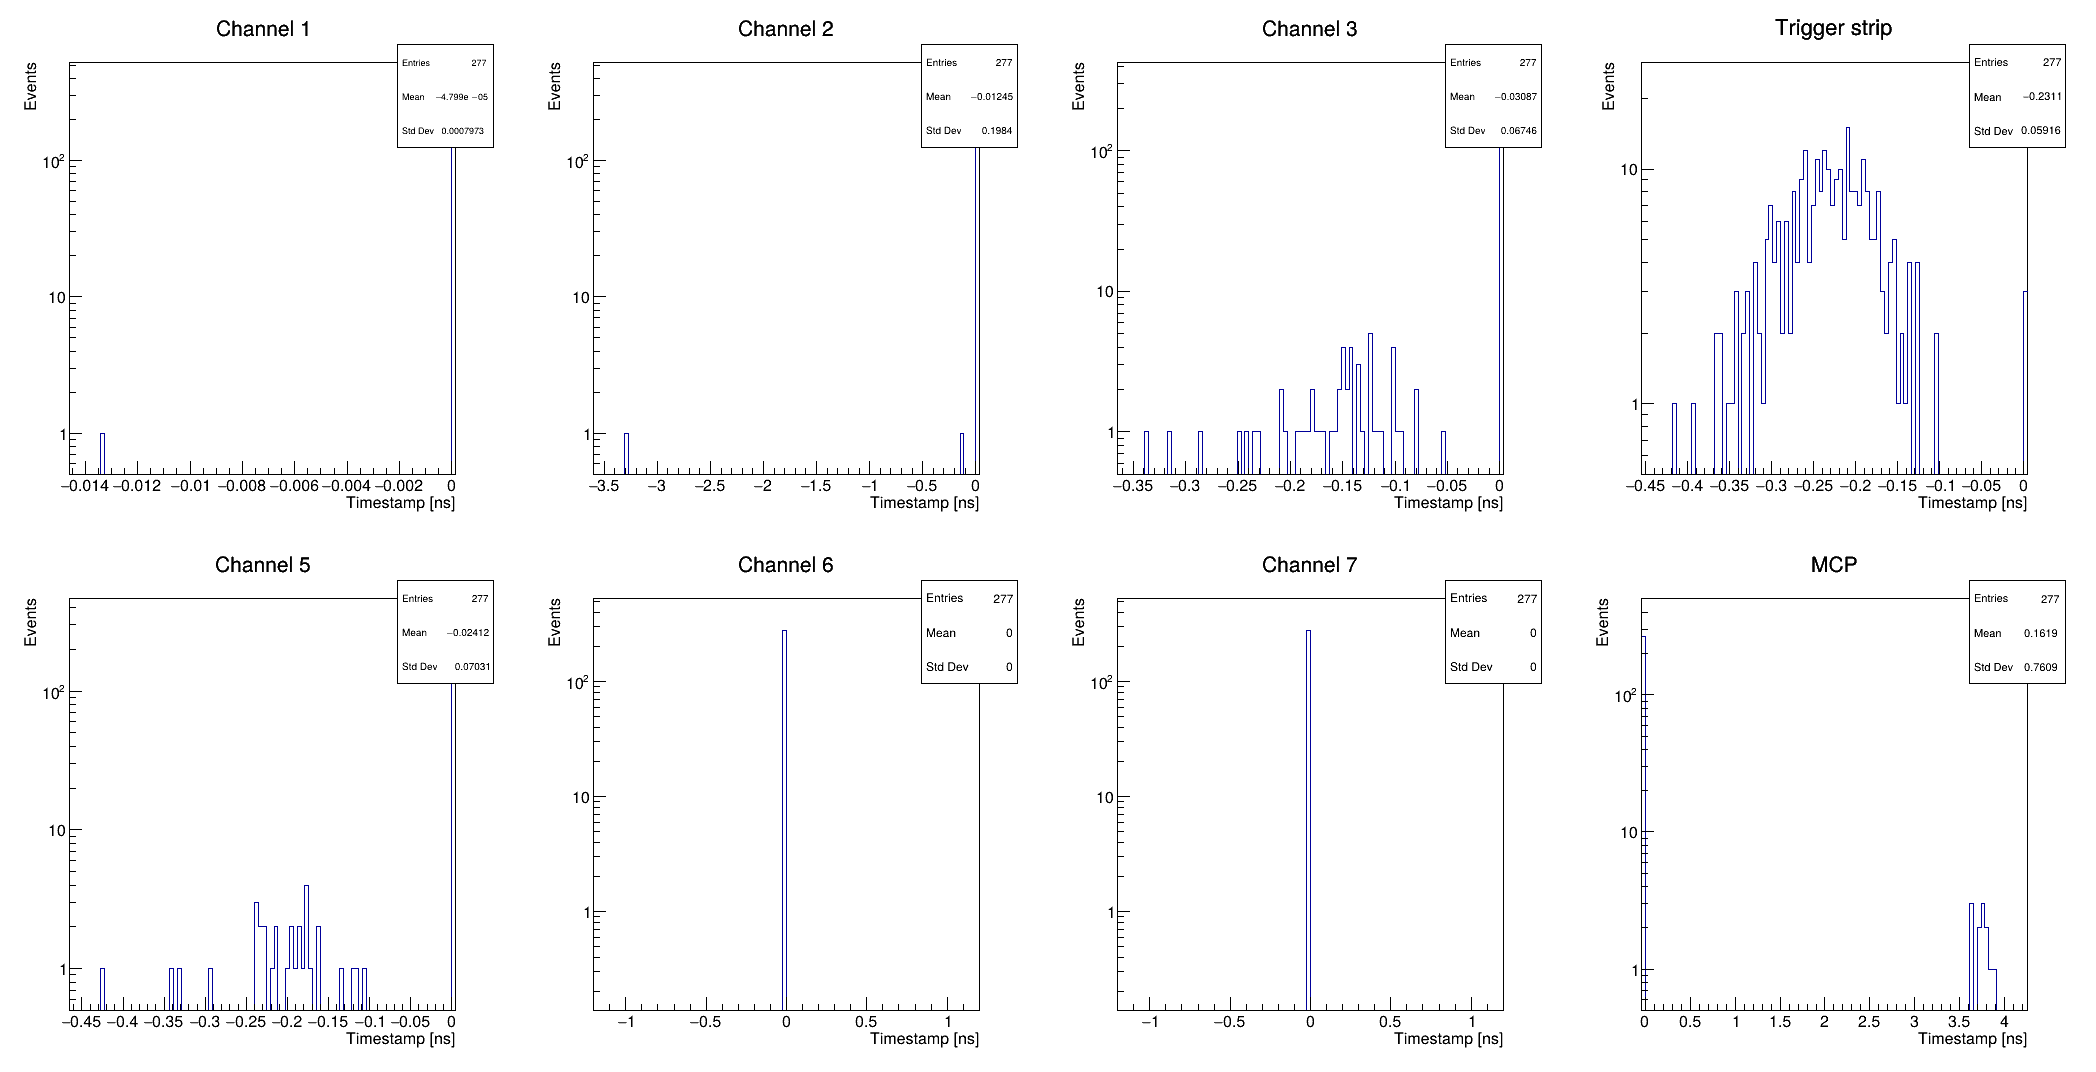 Channel 1
Events
Entries 277
Mean −4.799e −05
Std Dev 0.0007973
10²
10
1
−0.014 −0.012 −0.01 −0.008 −0.006 −0.004 −0.002 0
Timestamp [ns]
Channel 2
Events
Entries 277
Mean −0.01245
Std Dev 0.1984
10²
10
1
−3.5 −3 −2.5 −2 −1.5 −1 −0.5 0
Timestamp [ns]
Channel 3
Events
Entries 277
Mean −0.03087
Std Dev 0.06746
10²
10
1
−0.35 −0.3 −0.25 −0.2 −0.15 −0.1 −0.05 0
Timestamp [ns]
Trigger strip
Events
Entries 277
Mean −0.2311
Std Dev 0.05916
10
1
−0.45 −0.4 −0.35 −0.3 −0.25 −0.2 −0.15 −0.1 −0.05 0
Timestamp [ns]
Channel 5
Events
Entries 277
Mean −0.02412
Std Dev 0.07031
10²
10
1
−0.45 −0.4 −0.35 −0.3 −0.25 −0.2 −0.15 −0.1 −0.05 0
Timestamp [ns]
Channel 6
Events
Entries 277
Mean 0
Std Dev 0
10²
10
1
−1 −0.5 0 0.5 1
Timestamp [ns]
Channel 7
Events
Entries 277
Mean 0
Std Dev 0
10²
10
1
−1 −0.5 0 0.5 1
Timestamp [ns]
MCP
Events
Entries 277
Mean 0.1619
Std Dev 0.7609
10²
10
1
0 0.5 1 1.5 2 2.5 3 3.5 4
Timestamp [ns]